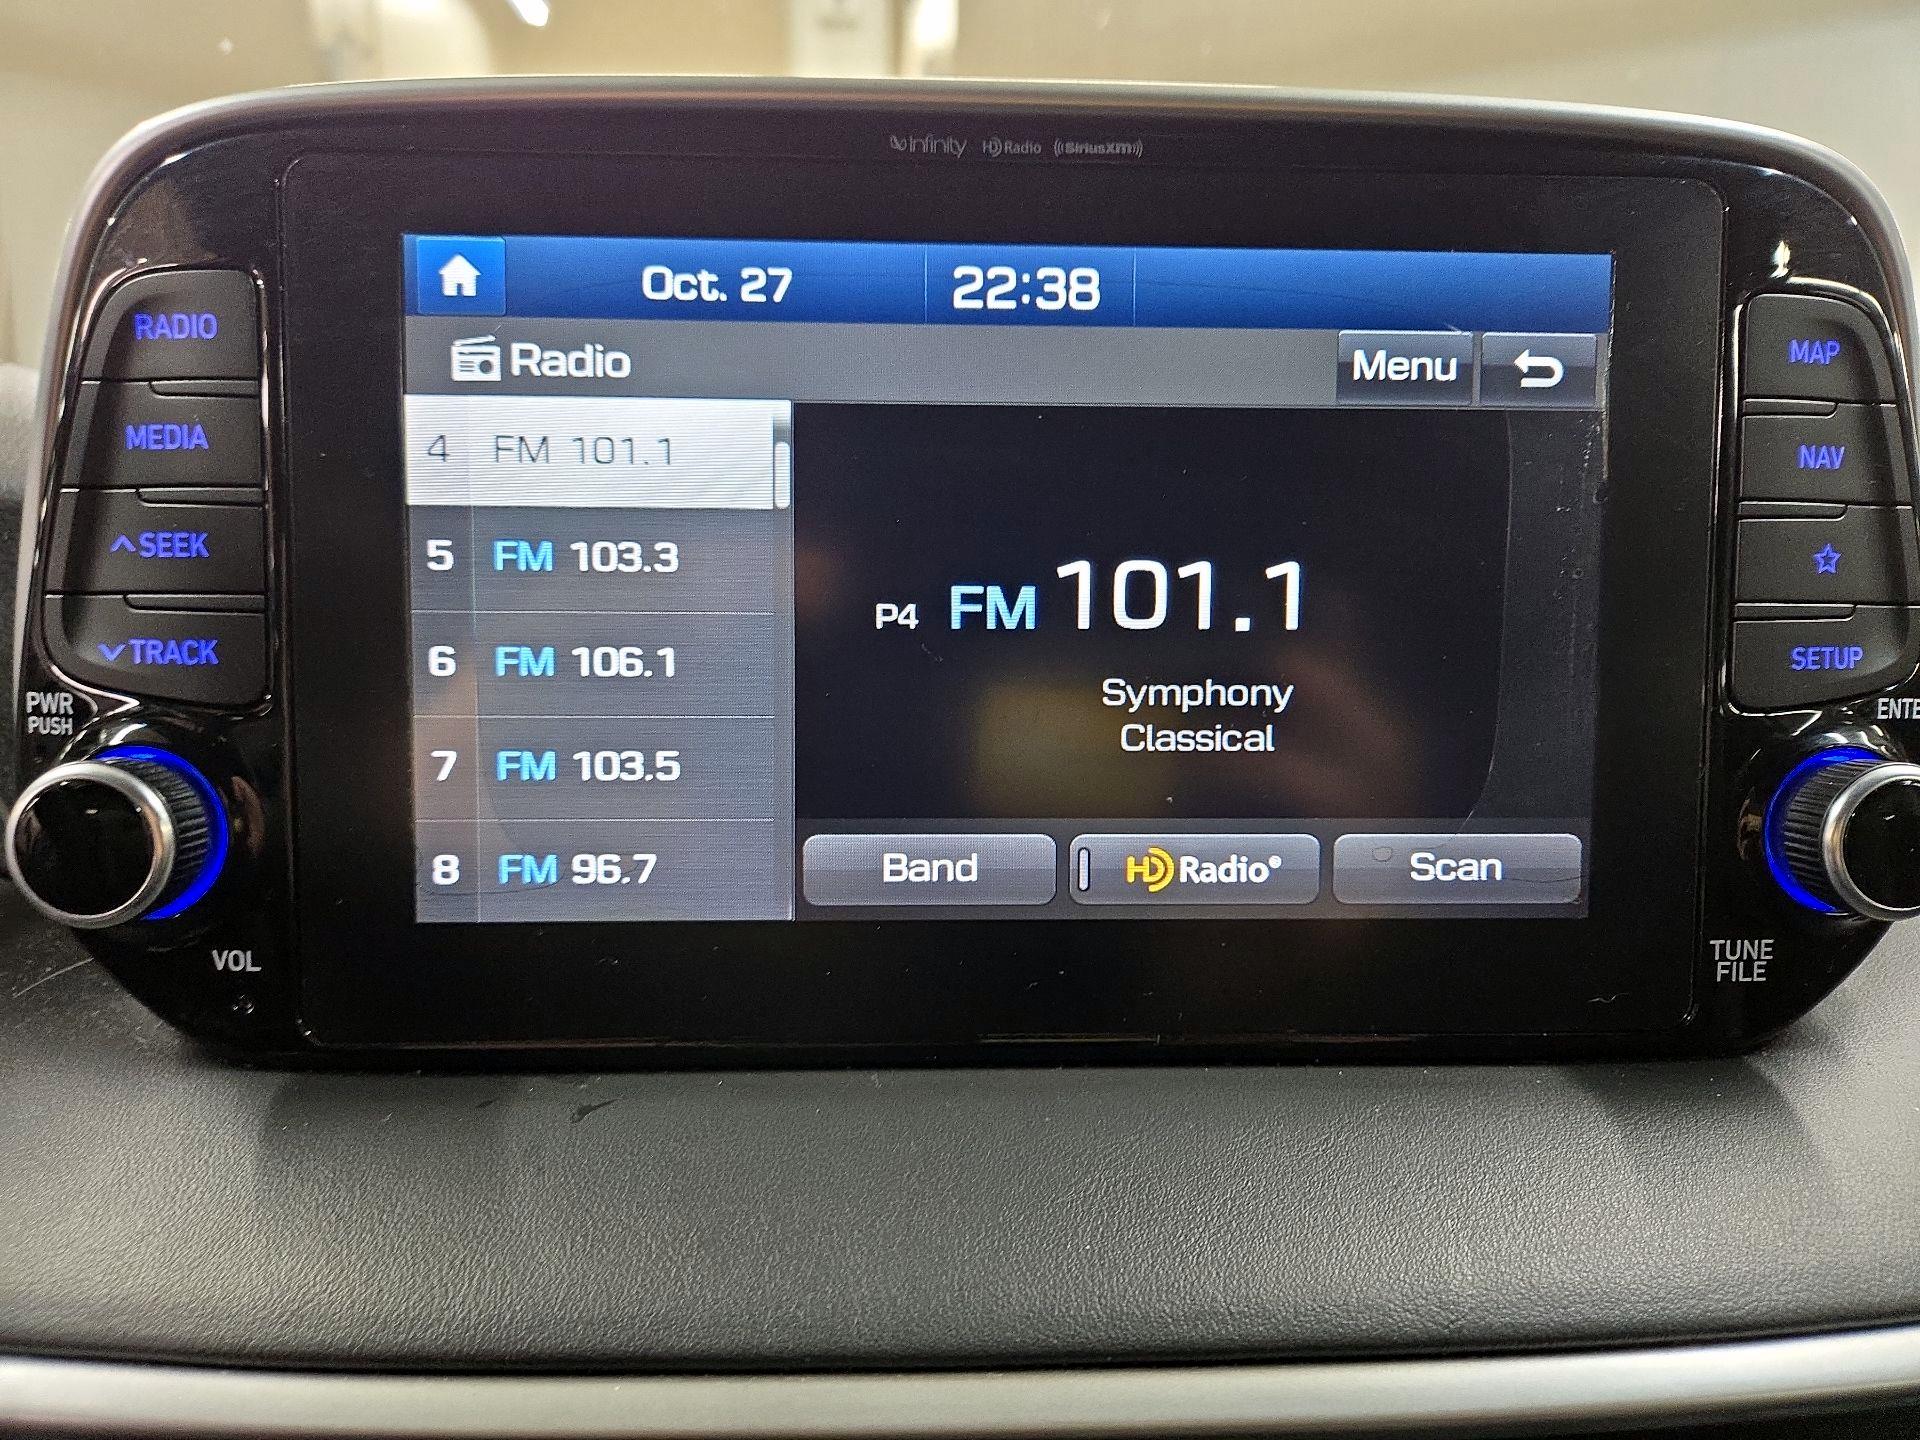 Infinity HD Radio ((SiriusXM))
Oct. 27 22:38
Radio Menu
RADIO
MEDIA
SEEK
TRACK
PWR
PUSH
VOL
4 FM 101.1
5 FM 103.3
6 FM 106.1
7 FM 103.5
8 FM 96.7
P4 FM 101.1
Symphony
Classical
Band HD Radio® Scan
MAP
NAV
SETUP
ENTE
TUNE
FILE